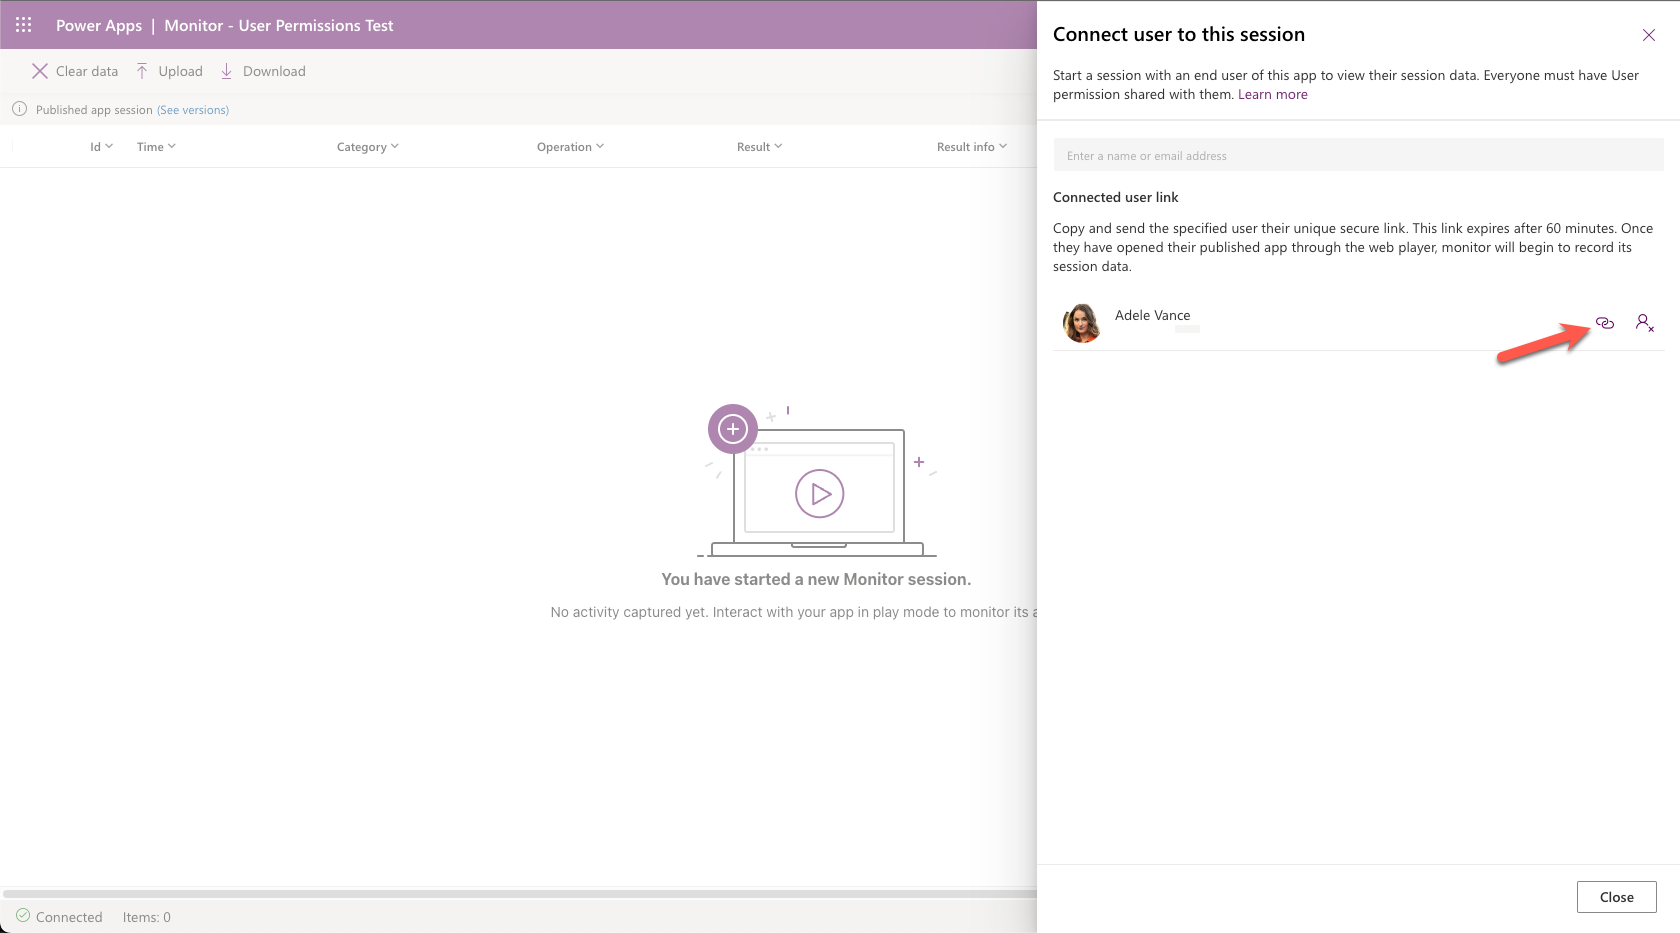 Power Apps | Monitor - User Permissions Test
Clear data Upload Download
Published app session (See versions)
Id Time Category Operation Result Result info
You have started a new Monitor session.
No activity captured yet. Interact with your app in play mode to monitor its a
Connected Items: 0
Connect user to this session
Start a session with an end user of this app to view their session data. Everyone must have User
permission shared with them. Learn more
Enter a name or email address
Connected user link
Copy and send the specified user their unique secure link. This link expires after 60 minutes. Once
they have opened their published app through the web player, monitor will begin to record its
session data.
Adele Vance
Close